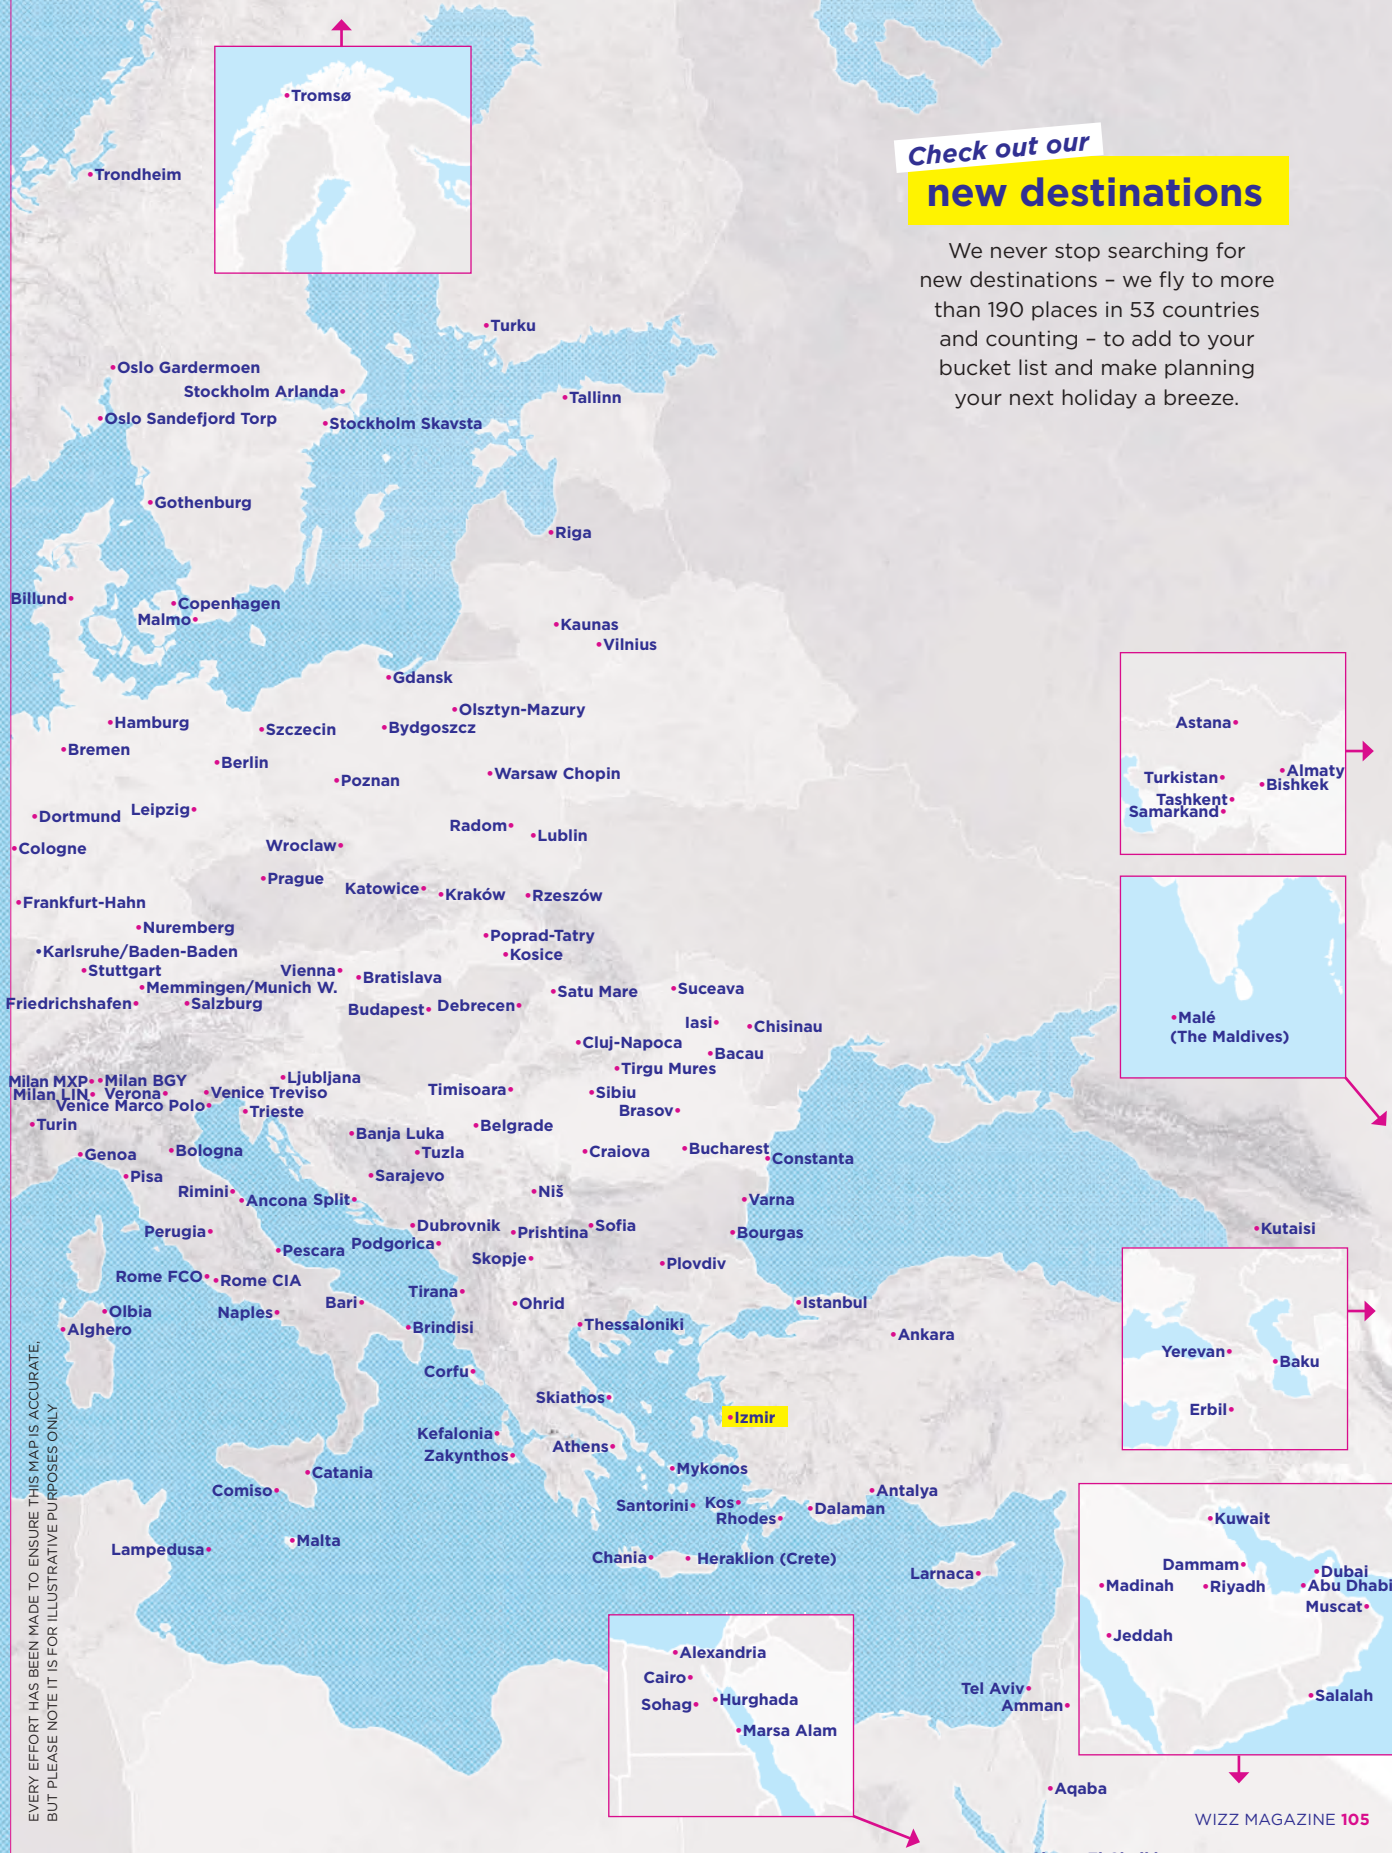 Tromsø
Trondheim
Check out our
new destinations
We never stop searching for
new destinations – we fly to more
than 190 places in 53 countries
and counting – to add to your
bucket list and make planning
your next holiday a breeze.
Turku
Oslo Gardermoen
Stockholm Arlanda
Tallinn
Oslo Sandefjord Torp
Stockholm Skavsta
Gothenburg
Riga
Billund
Copenhagen
Malmo
Kaunas
Vilnius
Gdansk
Olsztyn-Mazury
Hamburg
Szczecin
Bydgoszcz
Bremen
Berlin
Poznan
Warsaw Chopin
Dortmund
Leipzig
Radom
Lublin
Cologne
Wroclaw
Prague
Katowice
Kraków
Rzeszów
Frankfurt-Hahn
Nuremberg
Poprad-Tatry
Karlsruhe/Baden-Baden
Kosice
Stuttgart
Vienna
Bratislava
Memmingen/Munich W.
Satu Mare
Suceava
Friedrichshafen
Salzburg
Budapest
Debrecen
Iasi
Chisinau
Cluj-Napoca
Bacau
Tirgu Mures
Milan MXP
Milan BGY
Ljubljana
Milan LIN
Verona
Venice Treviso
Timisoara
Sibiu
Venice Marco Polo
Trieste
Brasov
Turin
Banja Luka
Belgrade
Genoa
Bologna
Tuzla
Craiova
Bucharest
Constanta
Pisa
Sarajevo
Rimini
Ancona
Split
Niš
Varna
Perugia
Dubrovnik
Prishtina
Sofia
Bourgas
Pescara
Podgorica
Skopje
Plovdiv
Rome FCO
Rome CIA
Tirana
Olbia
Naples
Bari
Ohrid
Istanbul
Alghero
Brindisi
Thessaloniki
Ankara
Corfu
Skiathos
Izmir
Kefalonia
Athens
Zakynthos
Catania
Mykonos
Comiso
Santorini
Kos
Antalya
Rhodes
Dalaman
Lampedusa
Malta
Chania
Heraklion (Crete)
Larnaca
Tel Aviv
Amman
Aqaba
Kutaisi
Astana
Almaty
Turkistan
Bishkek
Tashkent
Samarkand
Malé
(The Maldives)
Yerevan
Baku
Erbil
Kuwait
Dammam
Dubai
Madinah
Riyadh
Abu Dhabi
Muscat
Jeddah
Salalah
Alexandria
Cairo
Sohag
Hurghada
Marsa Alam
EVERY EFFORT HAS BEEN MADE TO ENSURE THIS MAP IS ACCURATE,
BUT PLEASE NOTE IT IS FOR ILLUSTRATIVE PURPOSES ONLY
WIZZ MAGAZINE 105